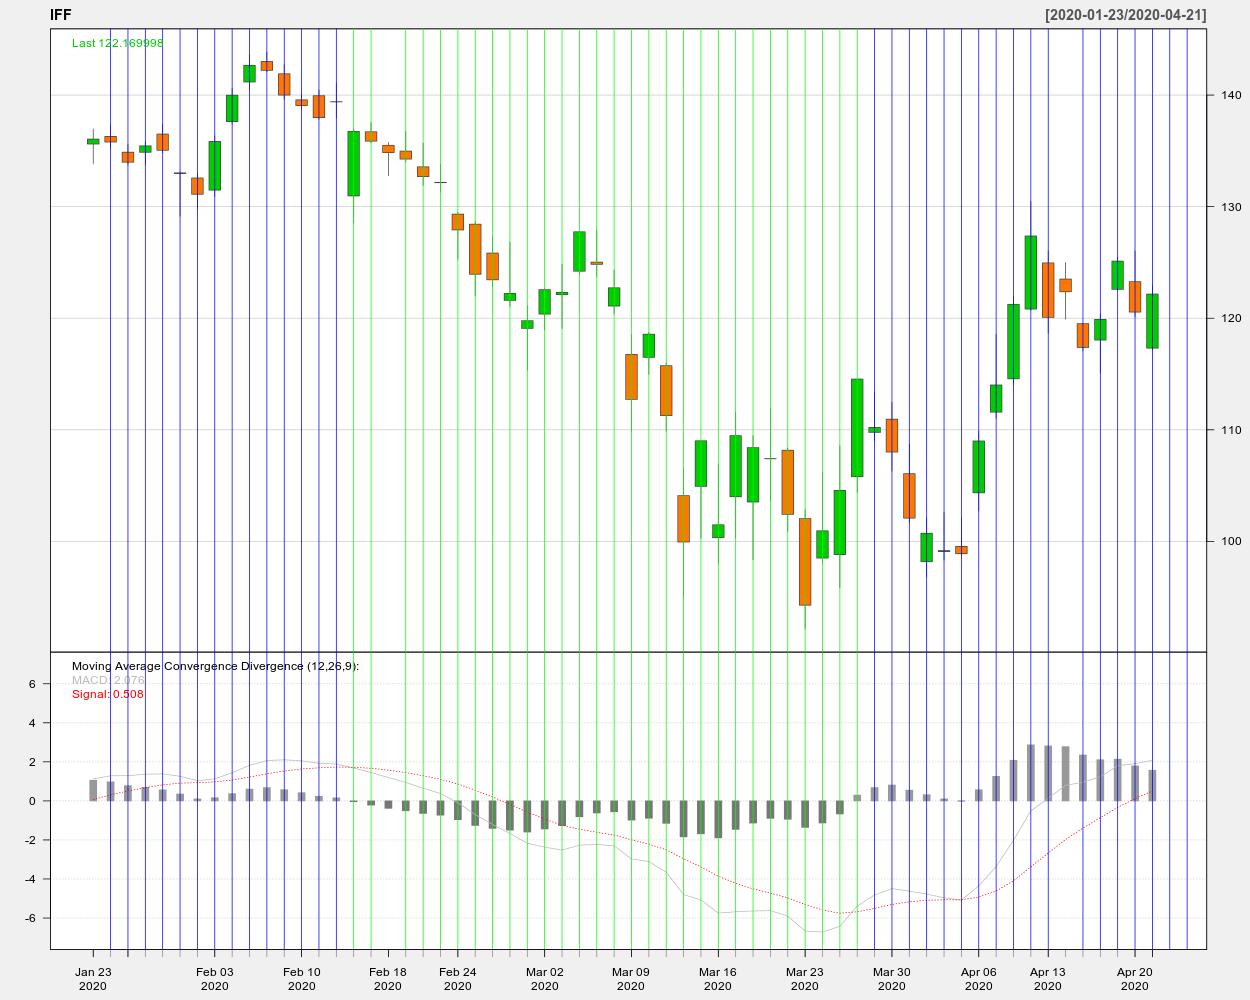 IFF [2020-01-23/2020-04-21]
Last 122.169998
140
130
120
110
100
Moving Average Convergence Divergence (12,26,9):
MACD: 2.076
Signal: 0.508
6
4
2
0
-2
-4
-6
Jan 23 Feb 03 Feb 10 Feb 18 Feb 24 Mar 02 Mar 09 Mar 16 Mar 23 Mar 30 Apr 06 Apr 13 Apr 20
2020 2020 2020 2020 2020 2020 2020 2020 2020 2020 2020 2020 2020